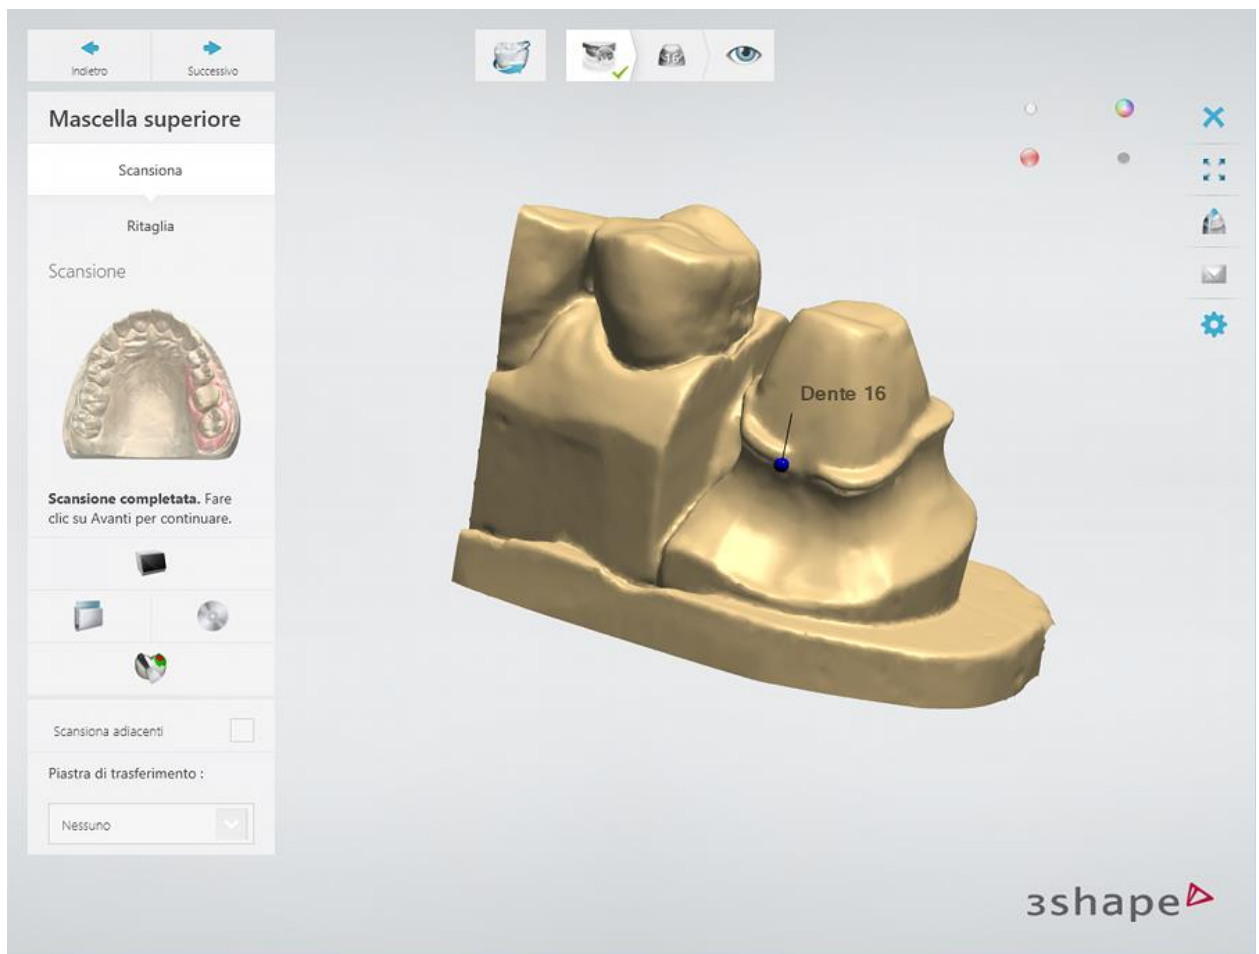 Indietro
Successivo
Mascella superiore
Scansiona
Ritaglia
Scansione
Scansione completata. Fare
clic su Avanti per continuare.
Scansiona adiacenti
Piastra di trasferimento :
Nessuno
16
Dente 16
3shape